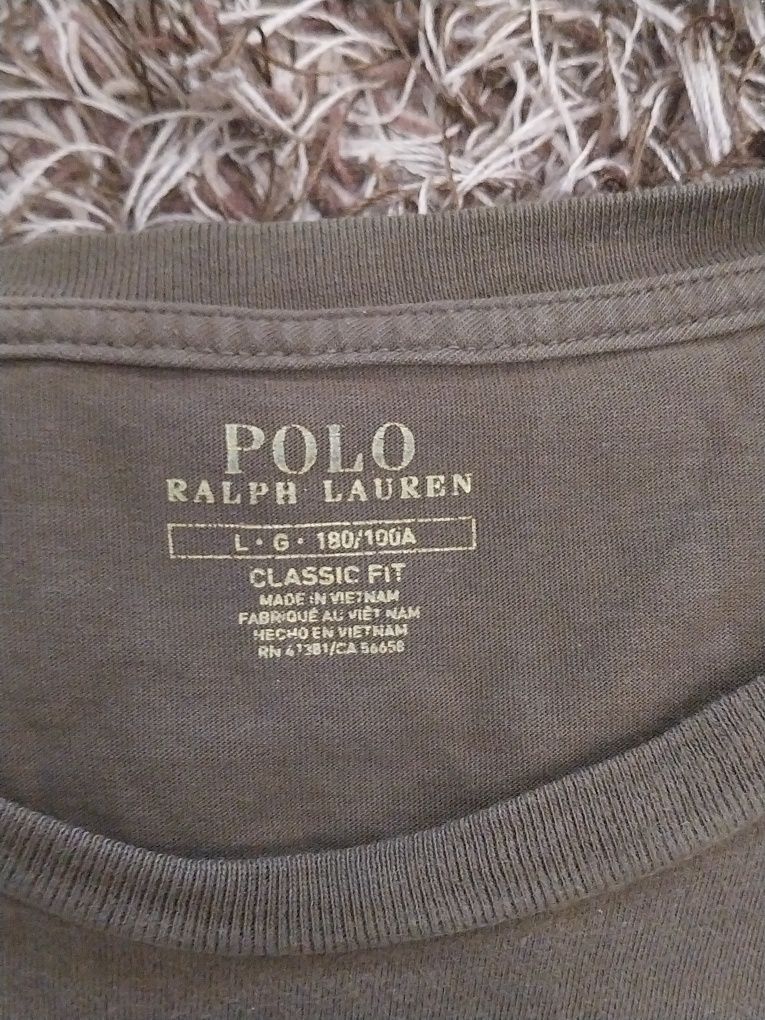 POLO
RALPH LAUREN
L · G · 180/100A
CLASSIC FIT
MADE IN VIETNAM
FABRIQUÉ AU VIÊT NAM
HECHO EN VIETNAM
RN 41381/CA 56658